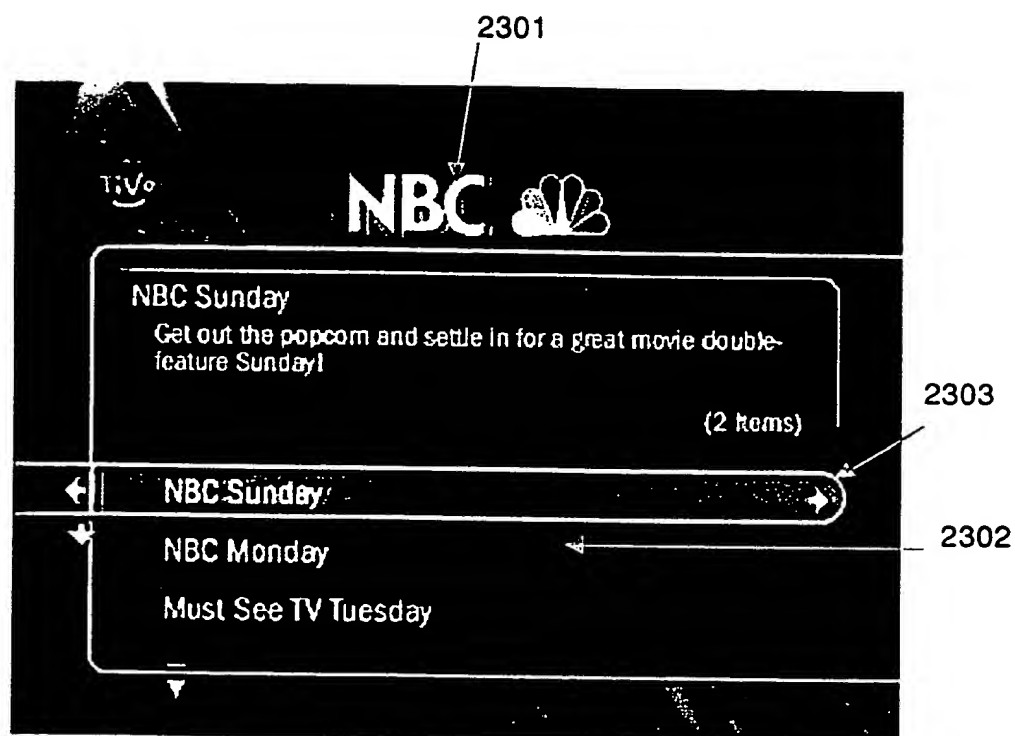 2301
TiVo
NBC
NBC Sunday
Get out the popcorn and settle in for a great movie double-
feature Sunday!
(2 Items)
2303
NBC Sunday
2302
NBC Monday
Must See TV Tuesday